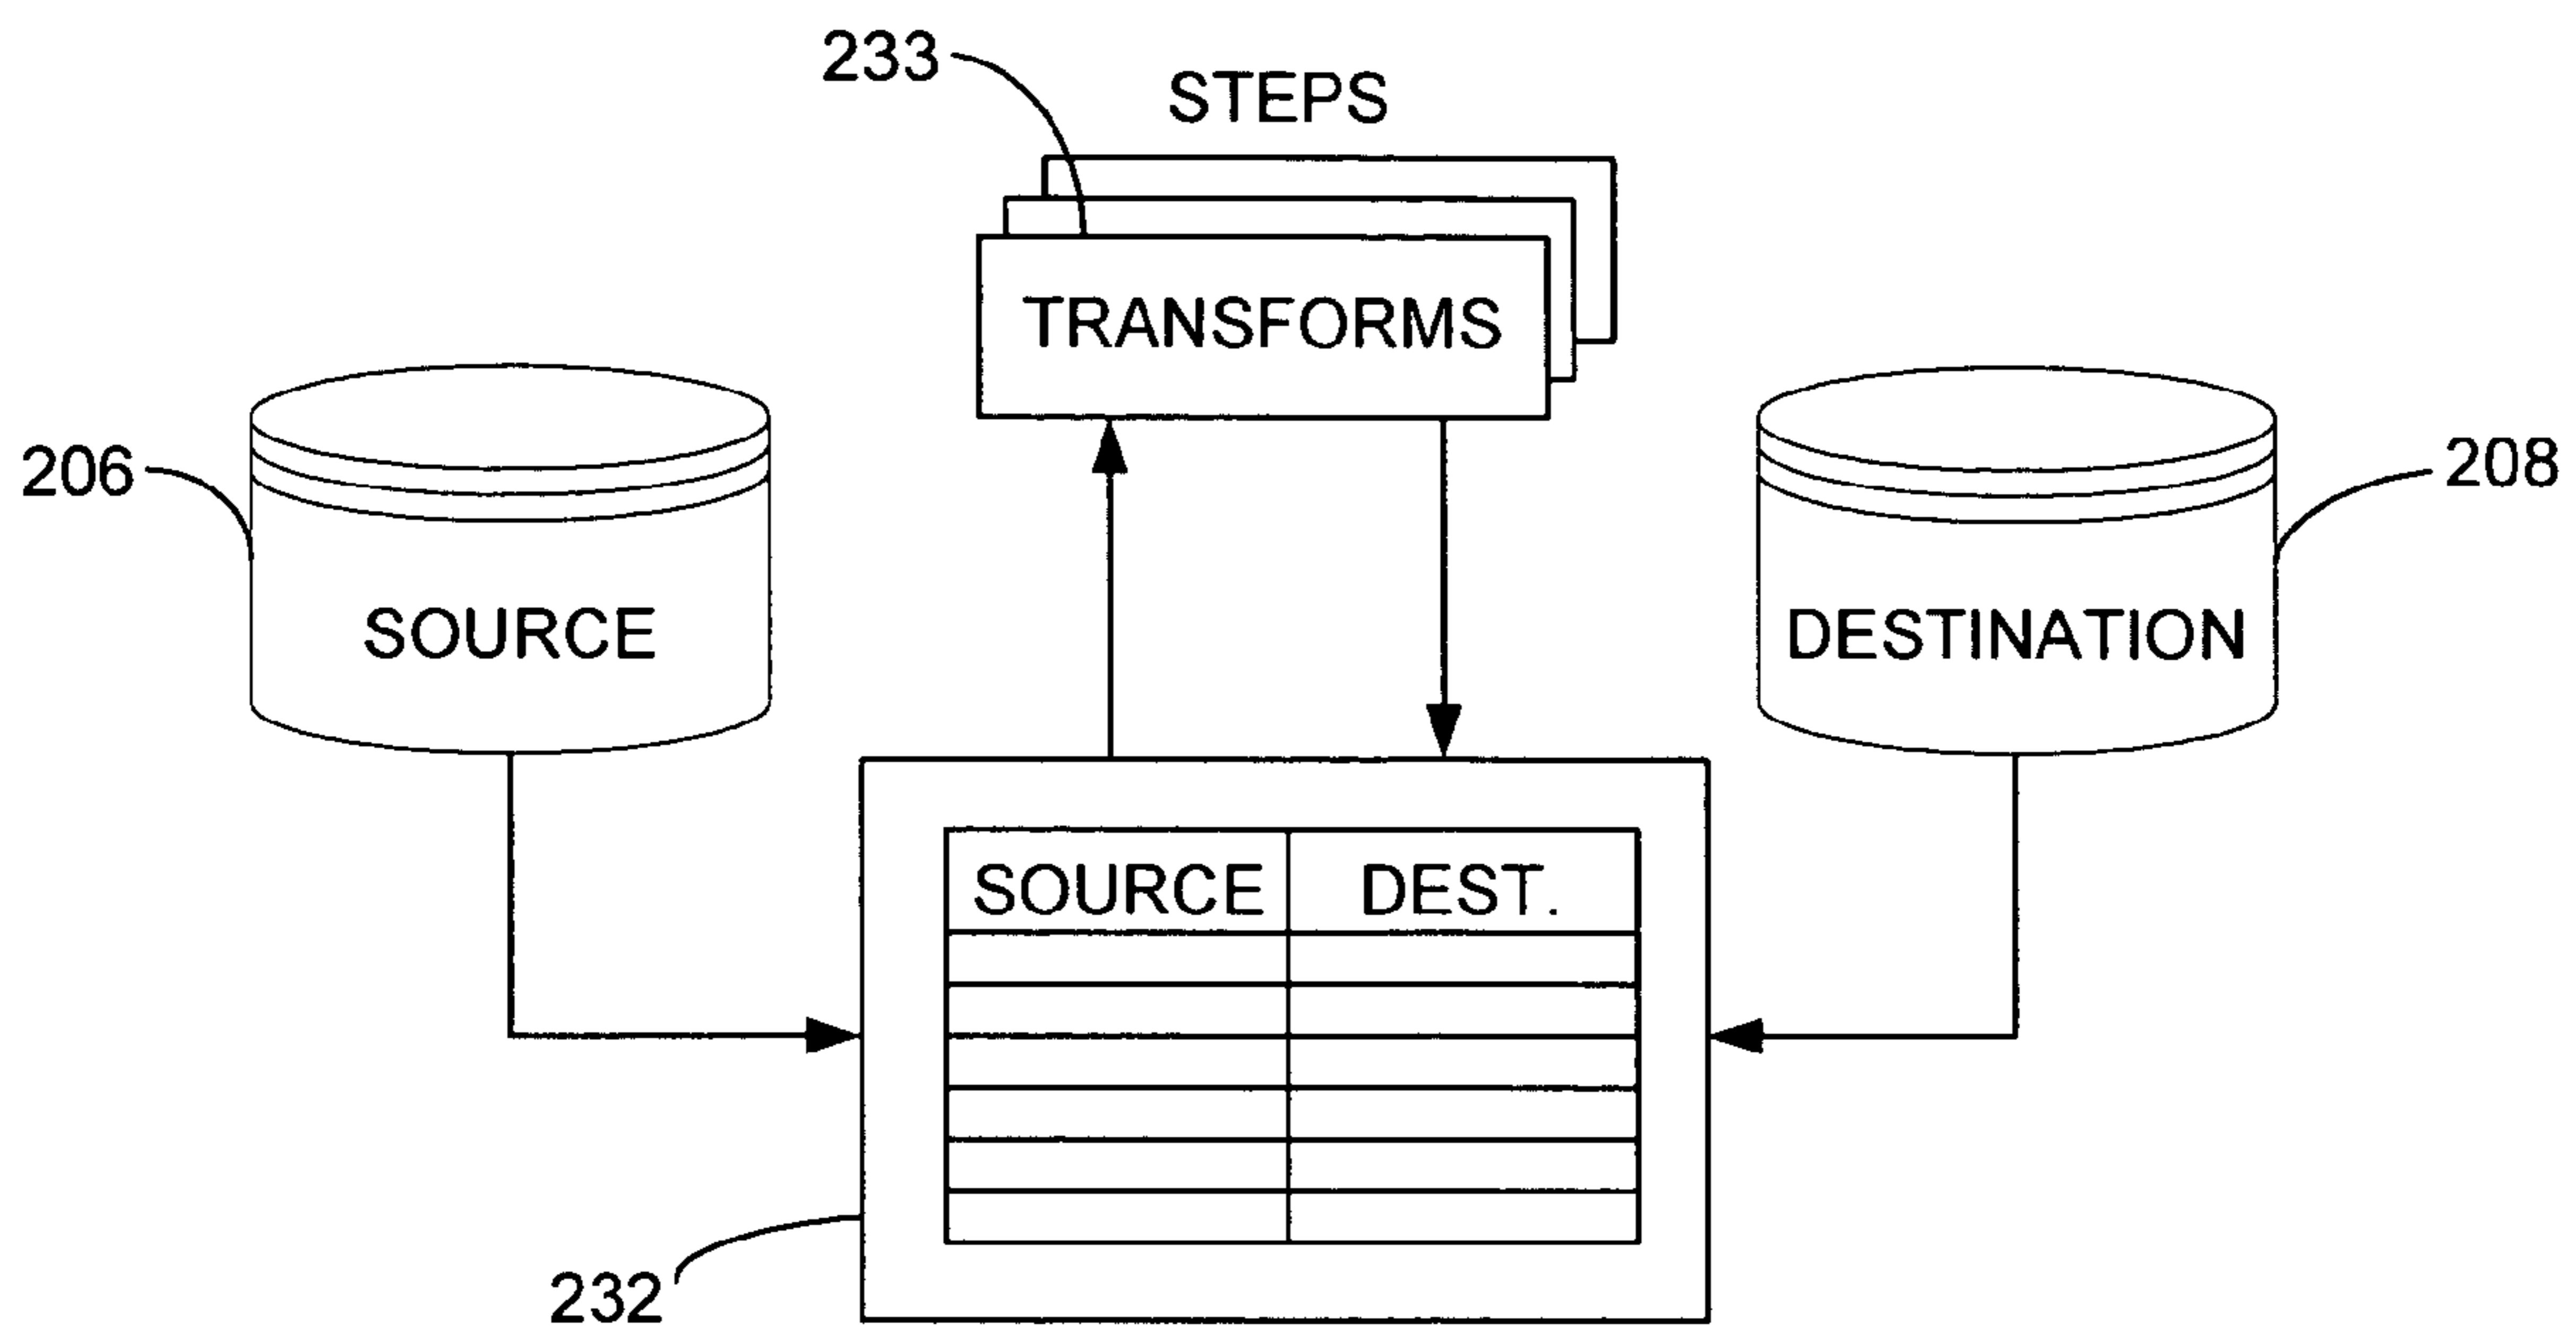 233
STEPS
TRANSFORMS
206
208
SOURCE
DESTINATION
SOURCE DEST.
232